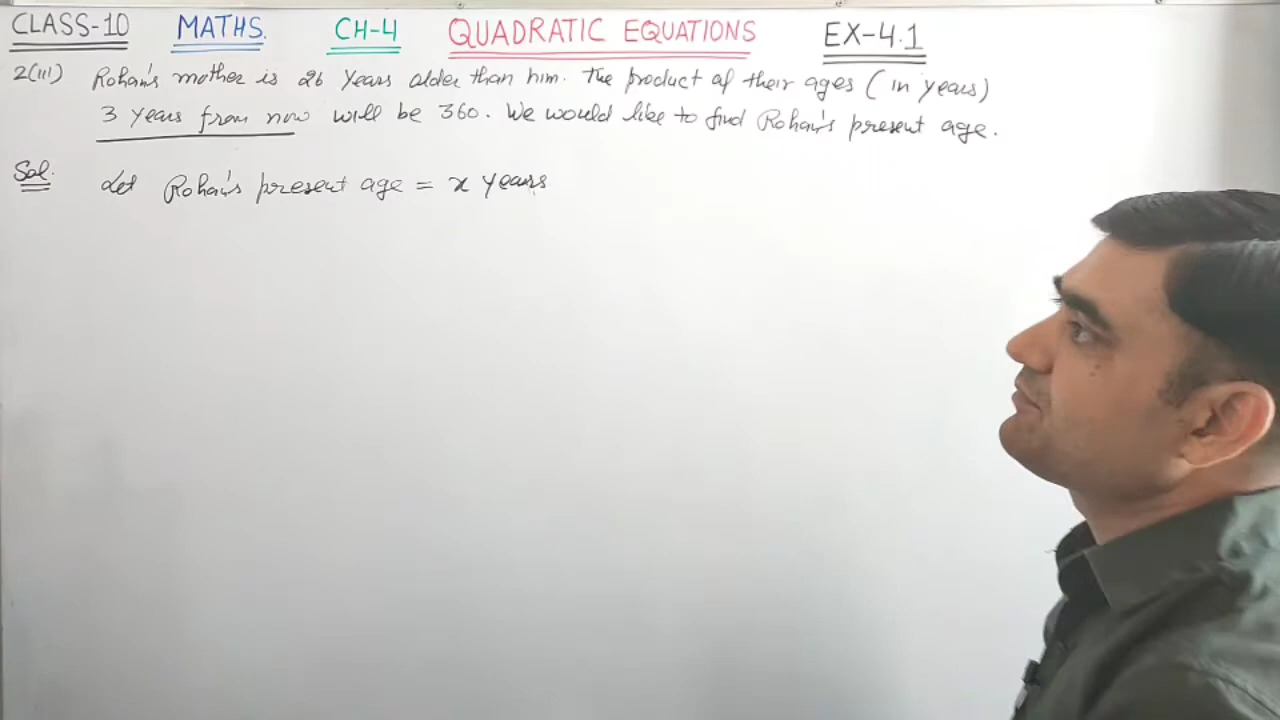 CLASS-10 MATHS. CH-4 QUADRATIC EQUATIONS EX-4.1
2(iii) Rohan's mother is 26 years older than him. The product of their ages (in years)
3 years from now will be 360. We would like to find Rohan's present age.
Sol. Let Rohan's present age = x years